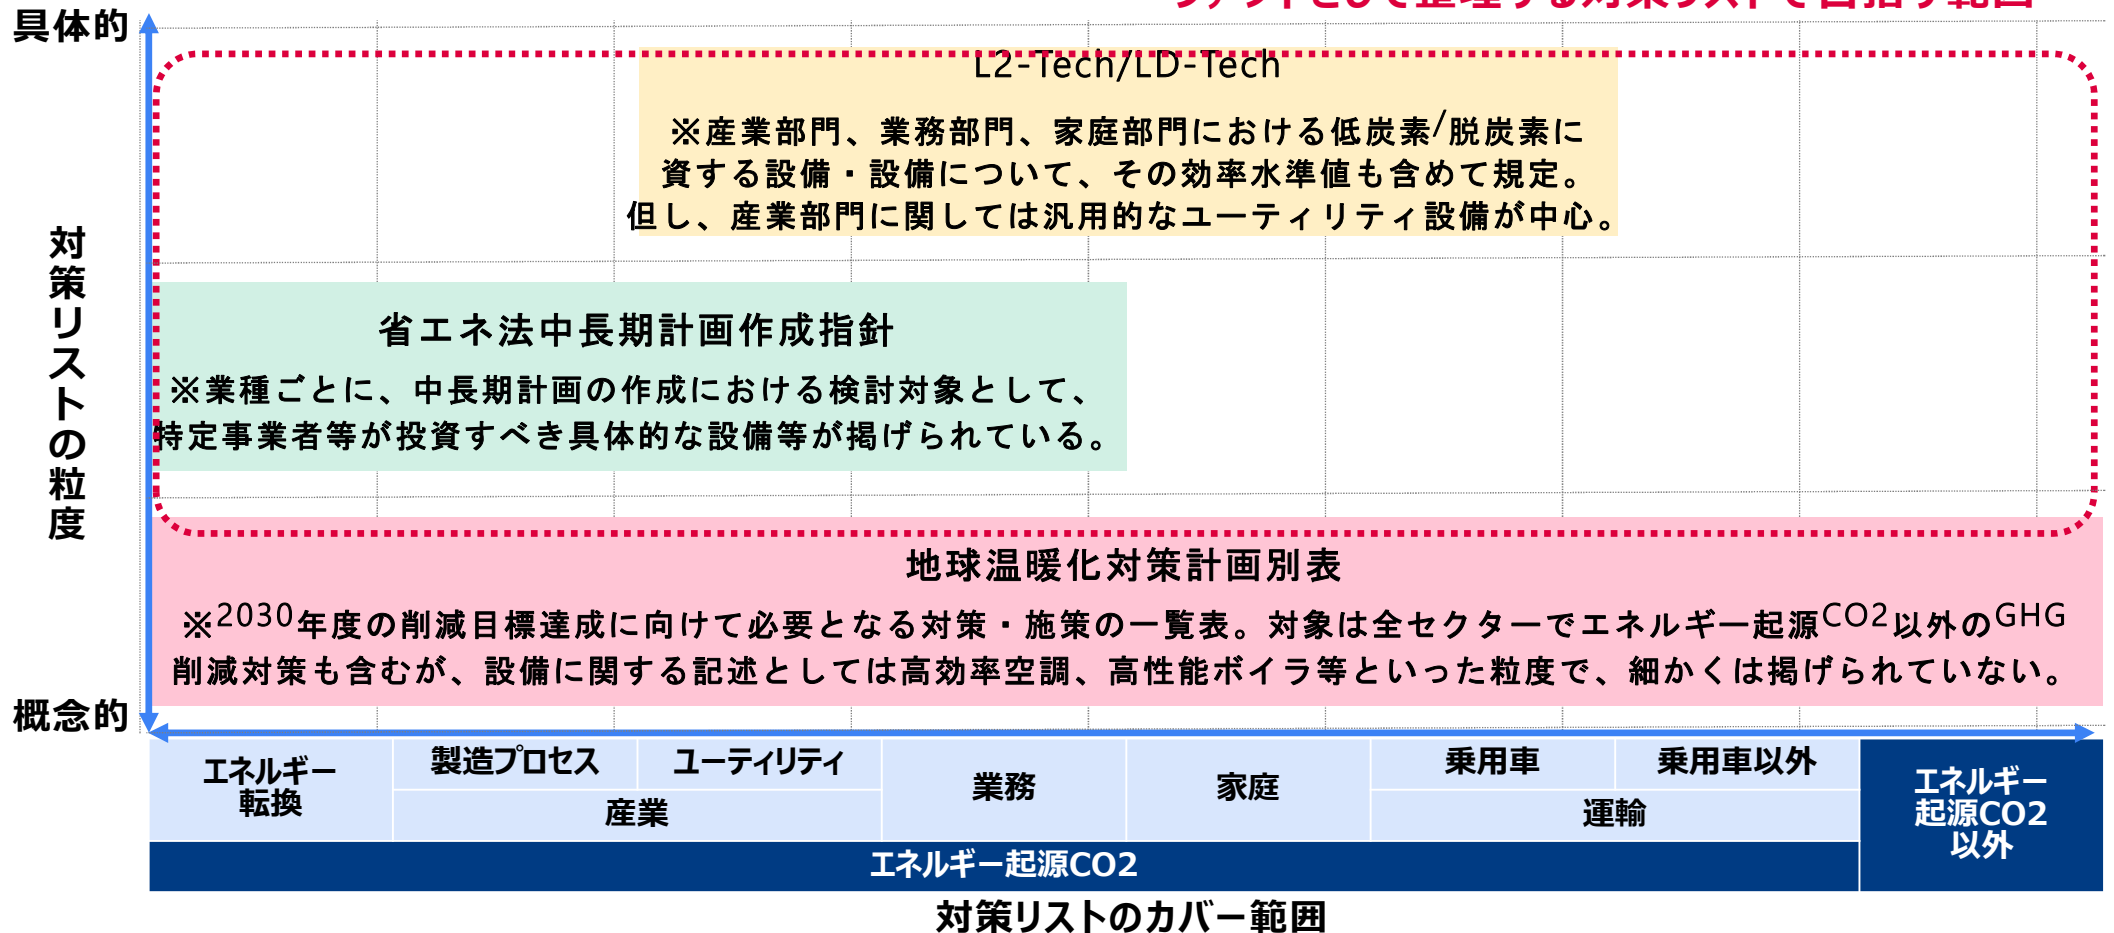 具体的
として整理する対策リストで目指す範囲
L2-Tech/LD-Tech
※産業部門、業務部門、家庭部門における低炭素/脱炭素に
資する設備・設備について、その効率水準値も含めて規定。
但し、産業部門に関しては汎用的なユーティリティ設備が中心。
対策リストの粒度
省エネ法中長期計画作成指針
※業種ごとに、中長期計画の作成における検討対象として、
特定事業者等が投資すべき具体的な設備等が掲げられている。
地球温暖化対策計画別表
※2030年度の削減目標達成に向けて必要となる対策・施策の一覧表。対象は全セクターでエネルギー起源CO2以外のGHG
削減対策も含むが、設備に関する記述としては高効率空調、高性能ボイラ等といった粒度で、細かくは掲げられていない。
概念的
エネルギー
転換
製造プロセス
ユーティリティ
産業
業務
家庭
乗用車
乗用車以外
運輸
エネルギー
起源CO2
以外
エネルギー起源CO2
対策リストのカバー範囲